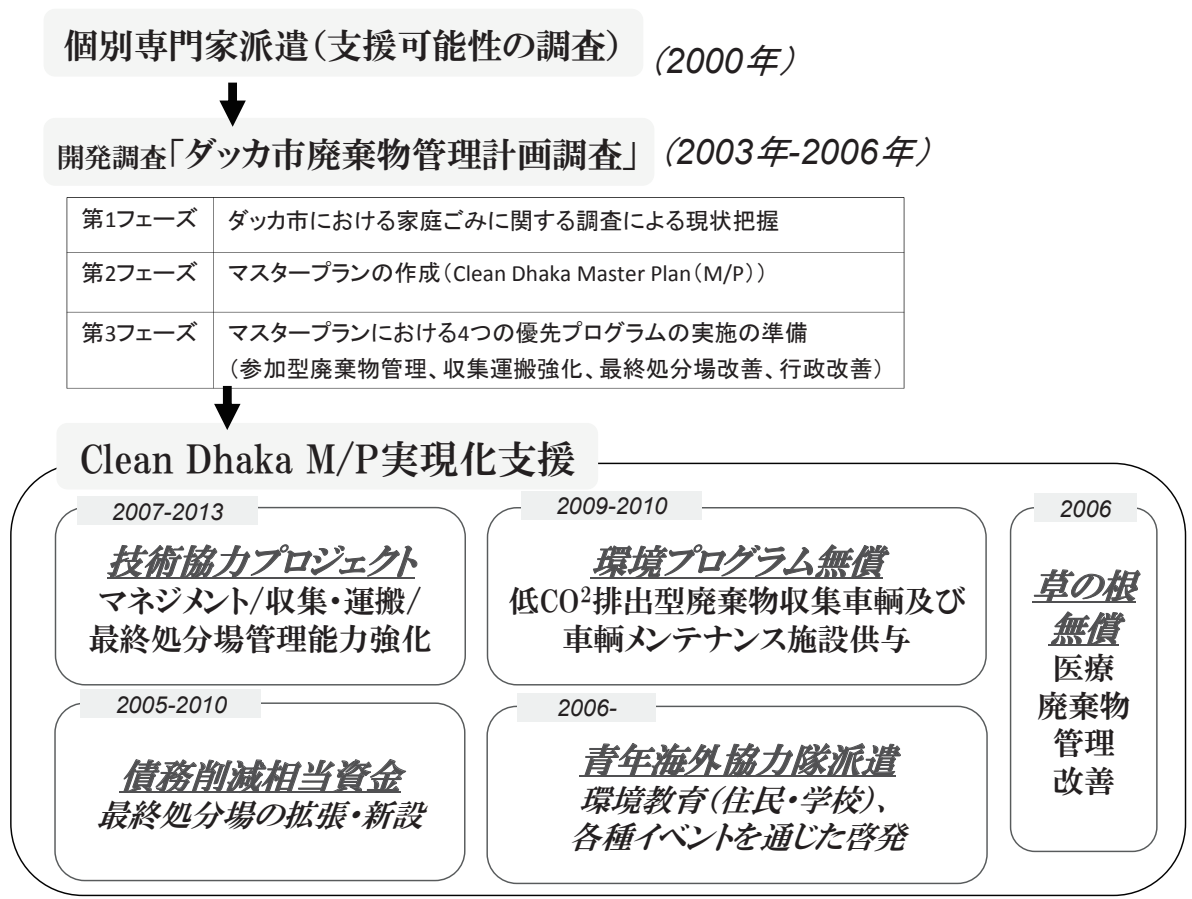 個別専門家派遣（支援可能性の調査） （2000年）
開発調査「ダッカ市廃棄物管理計画調査」 （2003年-2006年）
第1フェーズ ダッカ市における家庭ごみに関する調査による現状把握
第2フェーズ マスタープランの作成（Clean Dhaka Master Plan（M/P））
第3フェーズ マスタープランにおける4つの優先プログラムの実施の準備
（参加型廃棄物管理、収集運搬強化、最終処分場改善、行政改善）
Clean Dhaka M/P実現化支援
2007-2013
技術協力プロジェクト
マネジメント/収集・運搬/
最終処分場管理能力強化
2009-2010
環境プログラム無償
低CO²排出型廃棄物収集車輌及び
車輌メンテナンス施設供与
2005-2010
債務削減相当資金
最終処分場の拡張・新設
2006-
青年海外協力隊派遣
環境教育（住民・学校）、
各種イベントを通じた啓発
2006
草の根
無償
医療
廃棄物
管理
改善